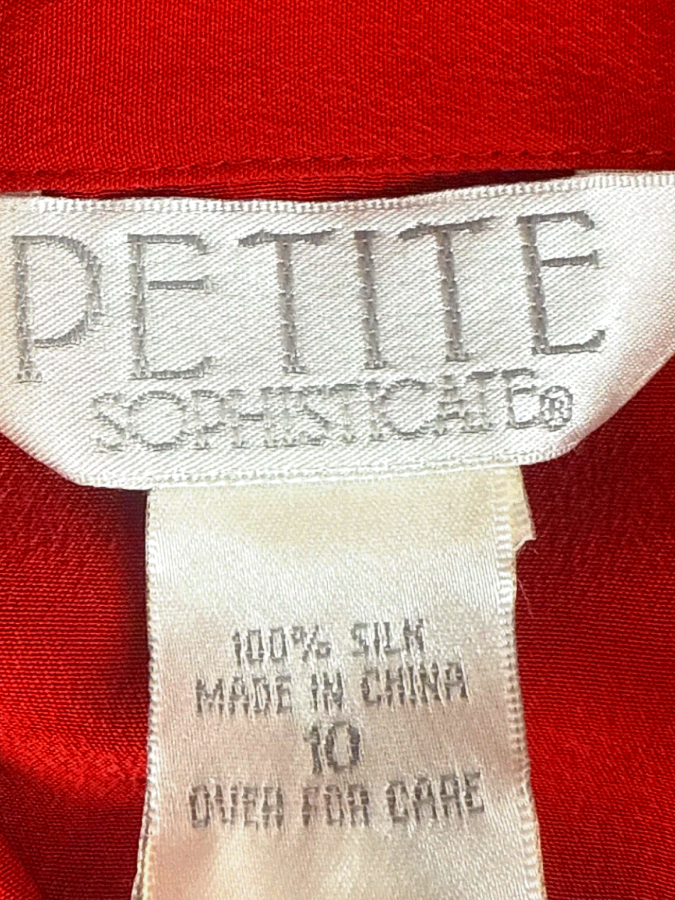 PETITE
SOPHISTICATE®
100% SILK
MADE IN CHINA
10
OVER FOR CARE